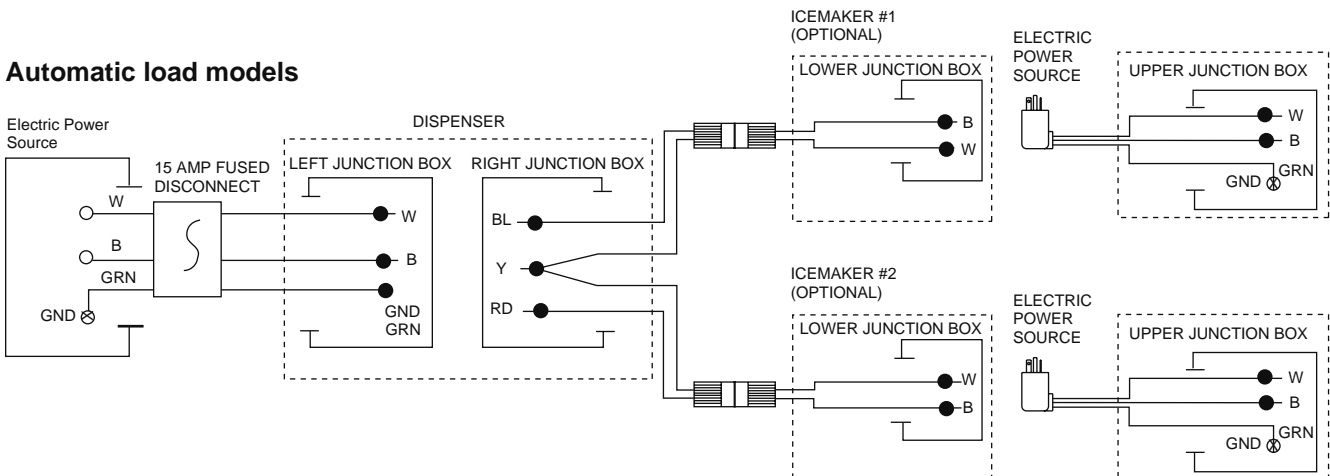 Automatic load models
Electric Power
Source
W
B
GRN
GND
15 AMP FUSED
DISCONNECT
DISPENSER
LEFT JUNCTION BOX
W
B
GND
GRN
RIGHT JUNCTION BOX
BL
Y
RD
ICEMAKER #1
(OPTIONAL)
LOWER JUNCTION BOX
B
W
ELECTRIC
POWER
SOURCE
UPPER JUNCTION BOX
W
B
GRN
GND
ICEMAKER #2
(OPTIONAL)
LOWER JUNCTION BOX
W
B
ELECTRIC
POWER
SOURCE
UPPER JUNCTION BOX
W
B
GRN
GND